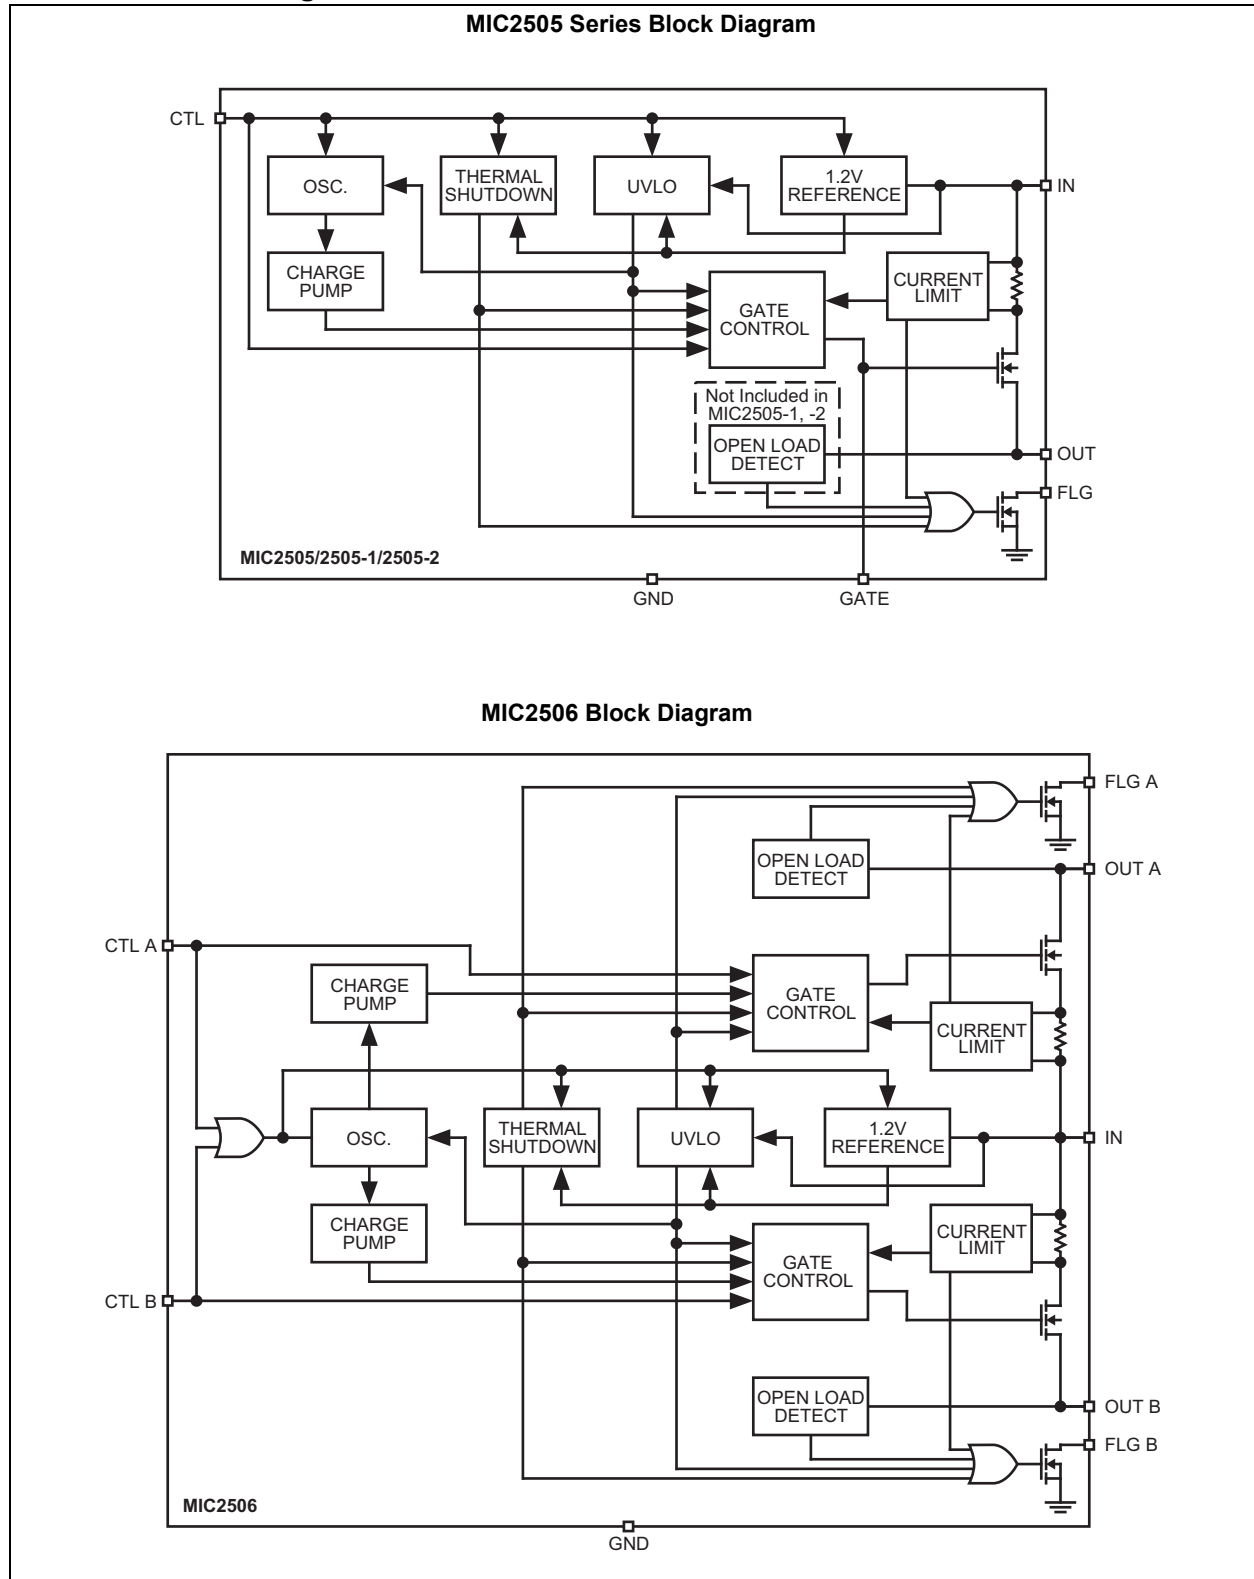 MIC2505 Series Block Diagram
CTL
OSC.
THERMAL
SHUTDOWN
UVLO
1.2V
REFERENCE
IN
CHARGE
PUMP
GATE
CONTROL
CURRENT
LIMIT
Not Included in
MIC2505-1, -2
OPEN LOAD
DETECT
OUT
FLG
MIC2505/2505-1/2505-2
GND
GATE
MIC2506 Block Diagram
FLG A
OPEN LOAD
DETECT
OUT A
CTL A
CHARGE
PUMP
GATE
CONTROL
CURRENT
LIMIT
OSC.
THERMAL
SHUTDOWN
UVLO
1.2V
REFERENCE
IN
CHARGE
PUMP
GATE
CONTROL
CURRENT
LIMIT
CTL B
OPEN LOAD
DETECT
OUT B
FLG B
MIC2506
GND